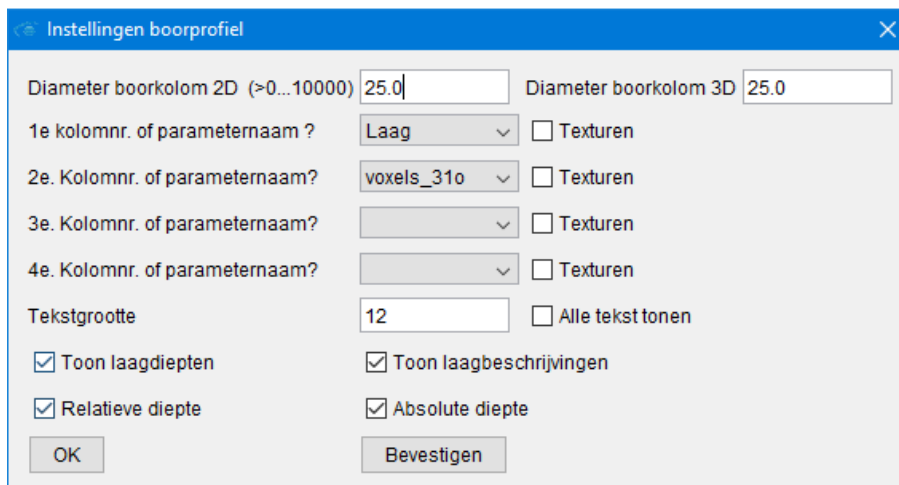 Instellingen boorprofiel
Diameter boorkolom 2D (>0...10000) 25.0 Diameter boorkolom 3D 25.0
1e kolomnr. of parameternaam ? Laag Texturen
2e. Kolomnr. of parameternaam? voxels_31o Texturen
3e. Kolomnr. of parameternaam? Texturen
4e. Kolomnr. of parameternaam? Texturen
Tekstgrootte 12 Alle tekst tonen
Toon laagdiepten Toon laagbeschrijvingen
Relatieve diepte Absolute diepte
OK Bevestigen